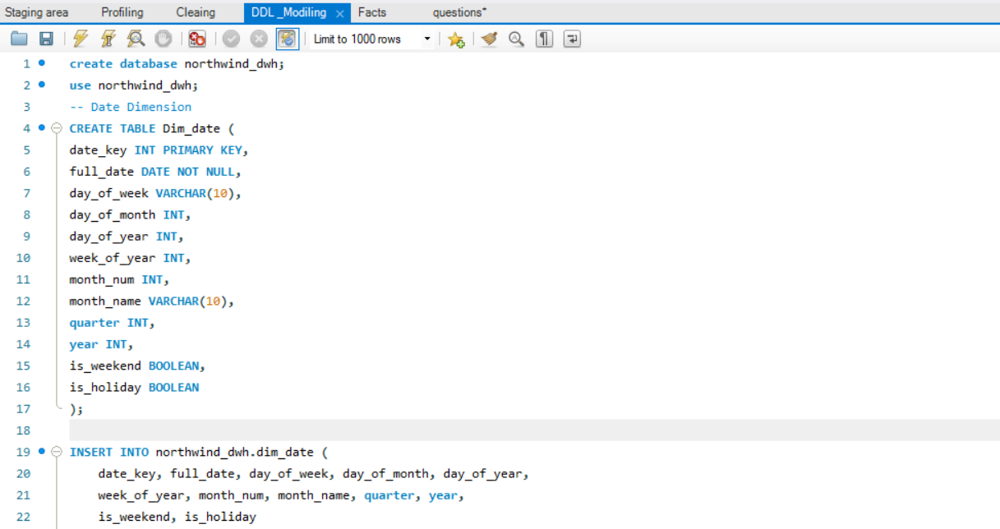 Staging area Profiling Cleaing DDL _Modiling × Facts questions*
Limit to 1000 rows
1 create database northwind_dwh;
2 use northwind_dwh;
3 -- Date Dimension
4 CREATE TABLE Dim_date (
5 date_key INT PRIMARY KEY,
6 full_date DATE NOT NULL,
7 day_of_week VARCHAR(10),
8 day_of_month INT,
9 day_of_year INT,
10 week_of_year INT,
11 month_num INT,
12 month_name VARCHAR(10),
13 quarter INT,
14 year INT,
15 is_weekend BOOLEAN,
16 is_holiday BOOLEAN
17 );
18
19 INSERT INTO northwind_dwh.dim_date (
20 date_key, full_date, day_of_week, day_of_month, day_of_year,
21 week_of_year, month_num, month_name, quarter, year,
22 is_weekend, is_holiday